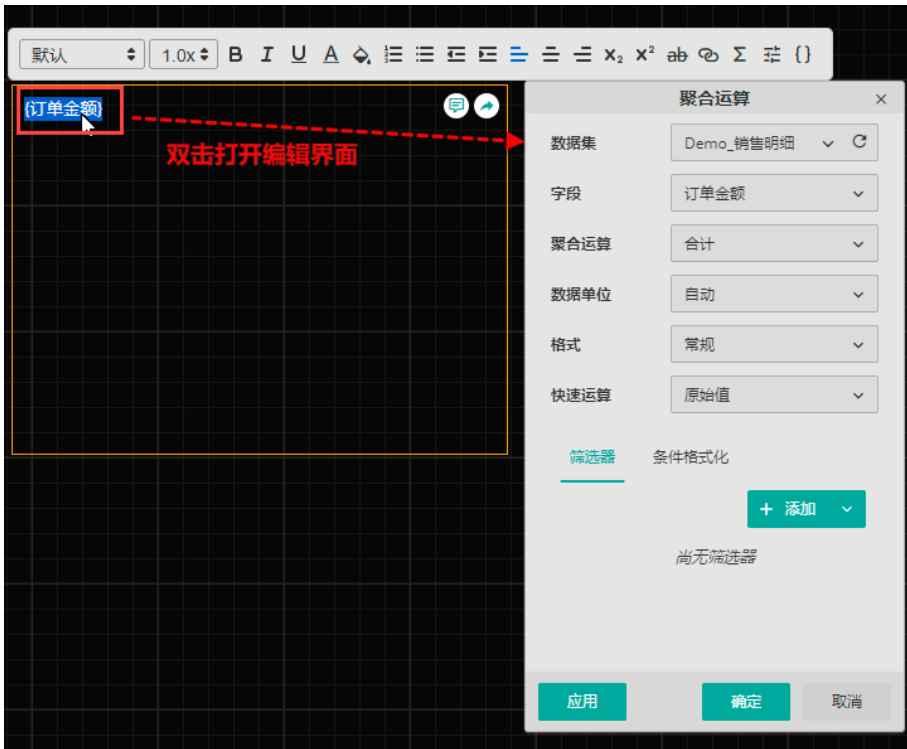 默认 1.0x B I U A X₂ X² ab Σ {}
{订单金额}
双击打开编辑界面
聚合运算 ×
数据集 Demo_销售明细
字段 订单金额
聚合运算 合计
数据单位 自动
格式 常规
快速运算 原始值
筛选器 条件格式化
+ 添加
尚无筛选器
应用 确定 取消